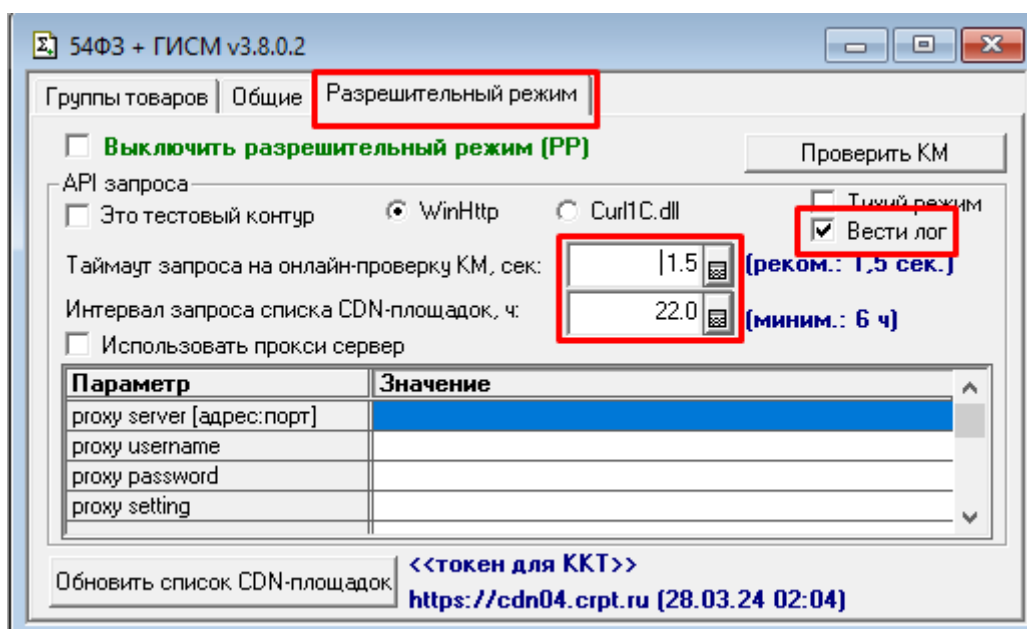 54ФЗ + ГИСМ v3.8.0.2
Группы товаров Общие Разрешительный режим
Выключить разрешительный режим (РР)
Проверить КМ
API запроса
Это тестовый контур WinHttp Curl1C.dll Тихий режим
Вести лог
Таймаут запроса на онлайн-проверку КМ, сек: 1.5 (реком.: 1,5 сек.)
Интервал запроса списка CDN-площадок, ч: 22.0 (миним.: 6 ч)
Использовать прокси сервер
Параметр Значение
proxy server [адрес:порт]
proxy username
proxy password
proxy setting
Обновить список CDN-площадок
<<токен для ККТ>>
https://cdn04.crpt.ru (28.03.24 02:04)